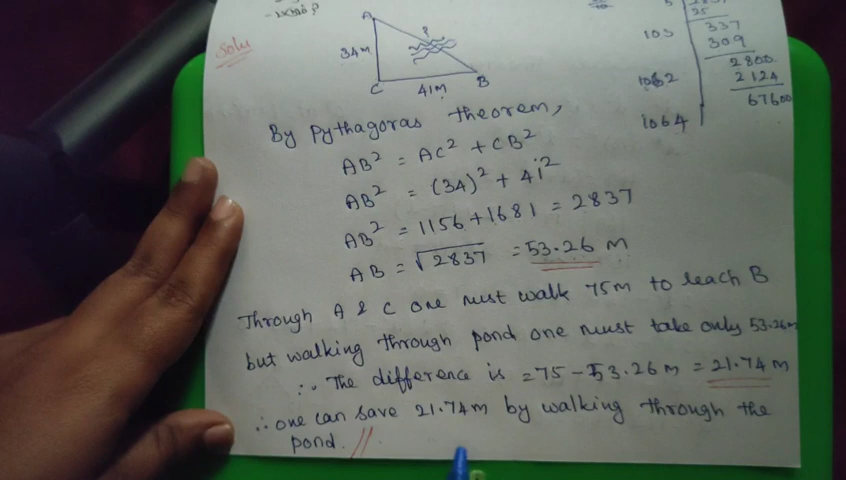 Solu
A
?
34m
C
41m
B
25
103
337
309
2800
1062
2124
67600
1064
By Pythagoras theorem,
AB² = AC² + CB²
AB² = (34)² + 41²
AB² = 1156 + 1681 = 2837
AB = √2837 = 53.26 m
Through A & C one must walk 75m to reach B
but walking through pond one must take only 53.26m
∴ The difference is = 75 - 53.26 m = 21.74 m
∴ one can save 21.74m by walking through the
pond.